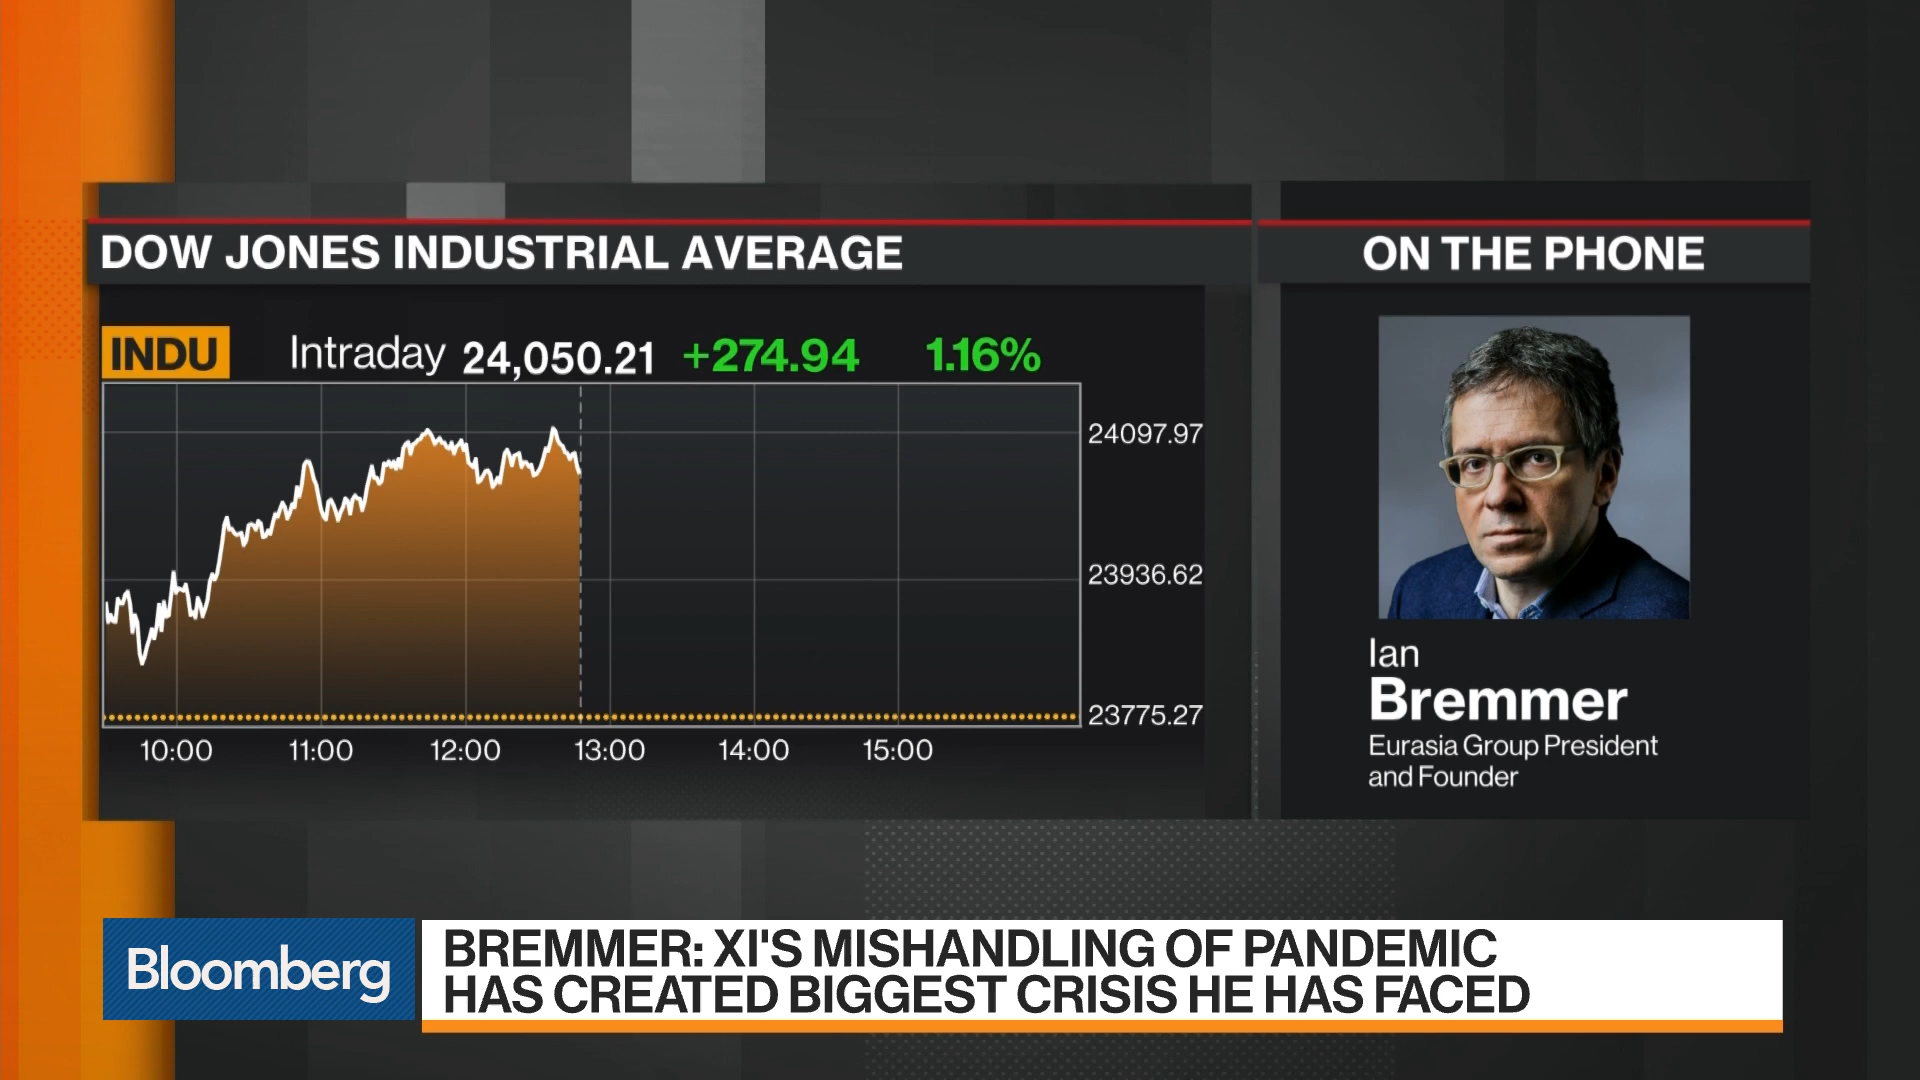 DOW JONES INDUSTRIAL AVERAGE
INDU Intraday 24,050.21 +274.94 1.16%
24097.97
23936.62
23775.27
10:00 11:00 12:00 13:00 14:00 15:00
ON THE PHONE
Ian
Bremmer
Eurasia Group President
and Founder
Bloomberg
BREMMER: XI'S MISHANDLING OF PANDEMIC
HAS CREATED BIGGEST CRISIS HE HAS FACED